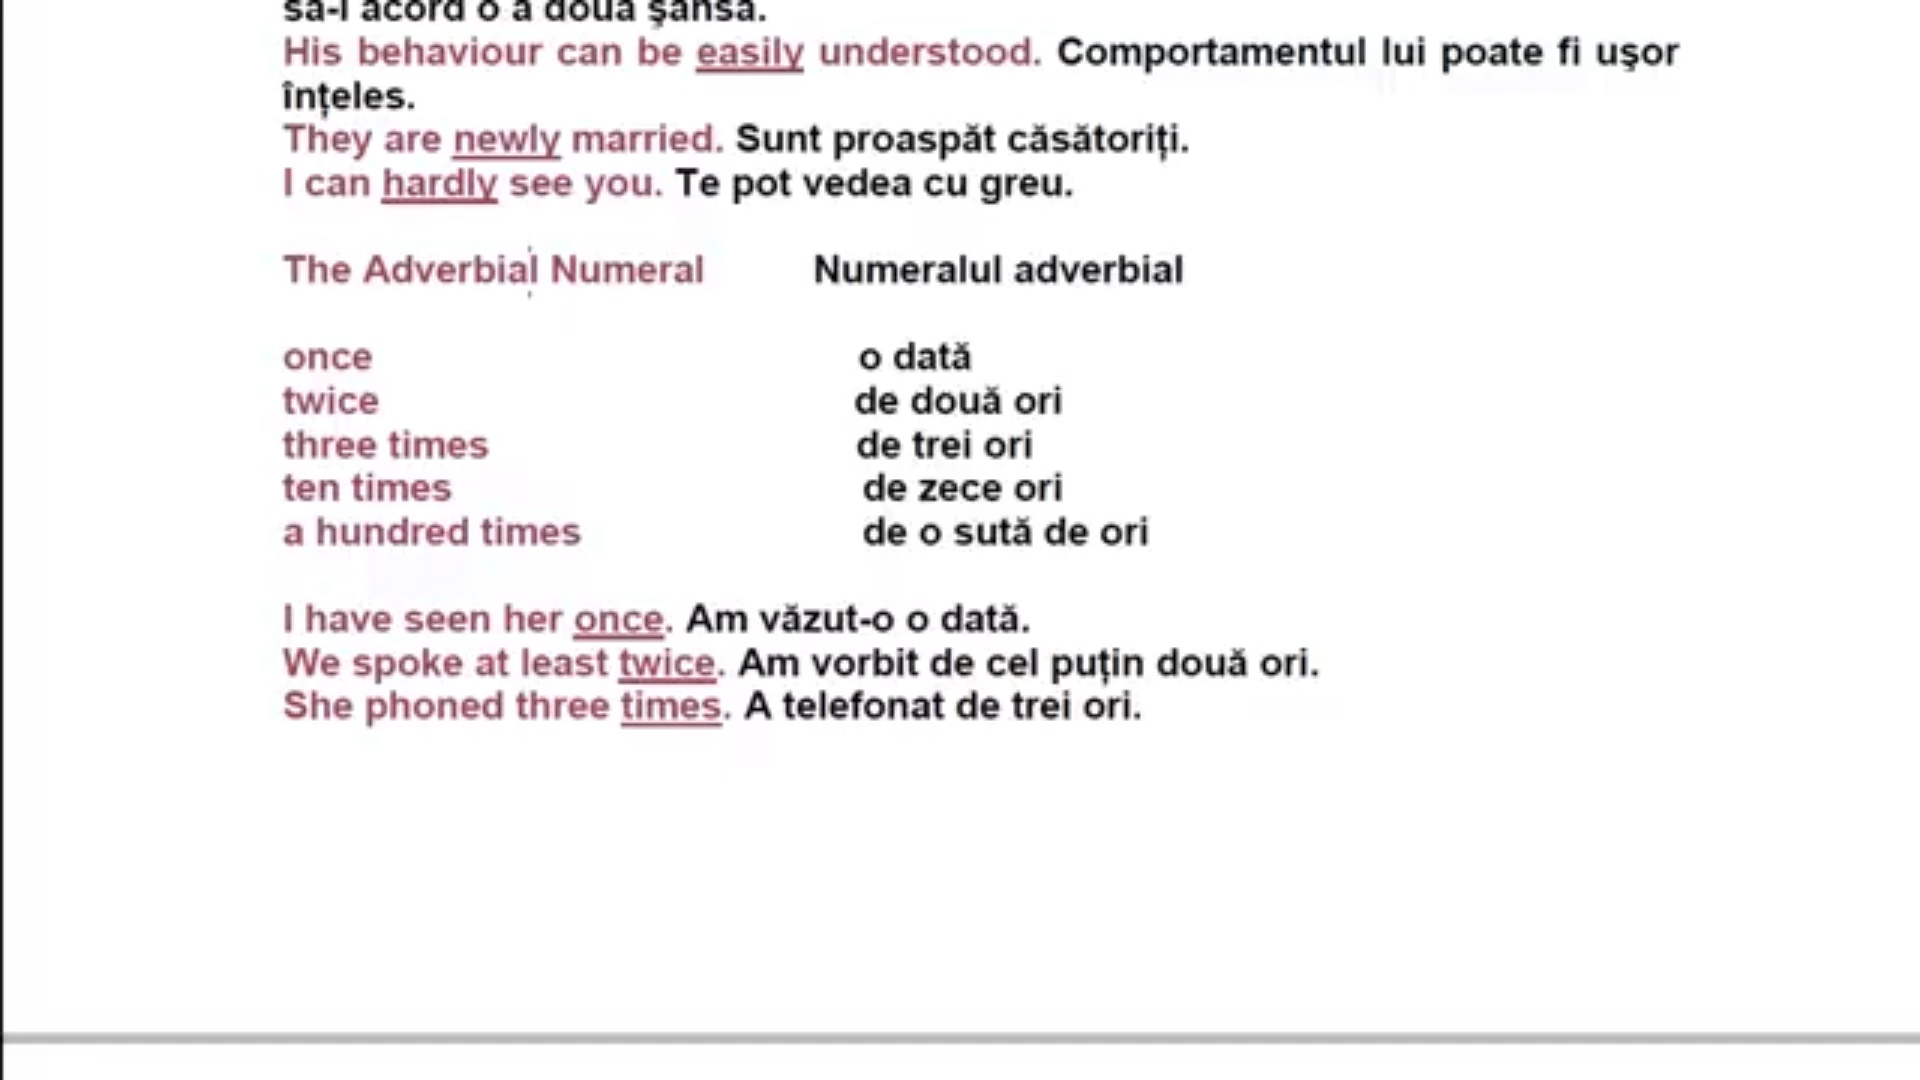 să-i acord o a doua şansă.
His behaviour can be easily understood. Comportamentul lui poate fi uşor
înţeles.
They are newly married. Sunt proaspăt căsătoriţi.
I can hardly see you. Te pot vedea cu greu.
The Adverbial Numeral Numeralul adverbial
once o dată
twice de două ori
three times de trei ori
ten times de zece ori
a hundred times de o sută de ori
I have seen her once. Am văzut-o o dată.
We spoke at least twice. Am vorbit de cel puţin două ori.
She phoned three times. A telefonat de trei ori.